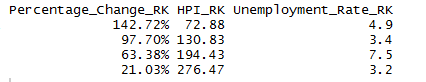 Percentage_Change_RK HPI_RK Unemployment_Rate_RK
142.72% 72.88 4.9
97.70% 130.83 3.4
63.38% 194.43 7.5
21.03% 276.47 3.2